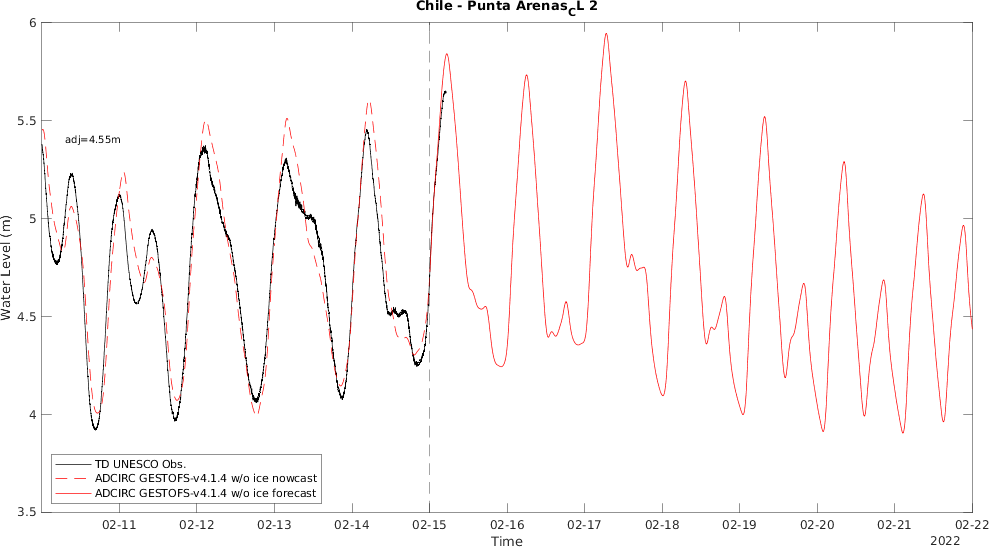 Chile - Punta Arenas_CL 2
6
5.5
5
4.5
4
3.5
Water Level (m)
adj=4.55m
TD UNESCO Obs.
ADCIRC GESTOFS-v4.1.4 w/o ice nowcast
ADCIRC GESTOFS-v4.1.4 w/o ice forecast
02-11 02-12 02-13 02-14 02-15 02-16 02-17 02-18 02-19 02-20 02-21 02-22
Time
2022